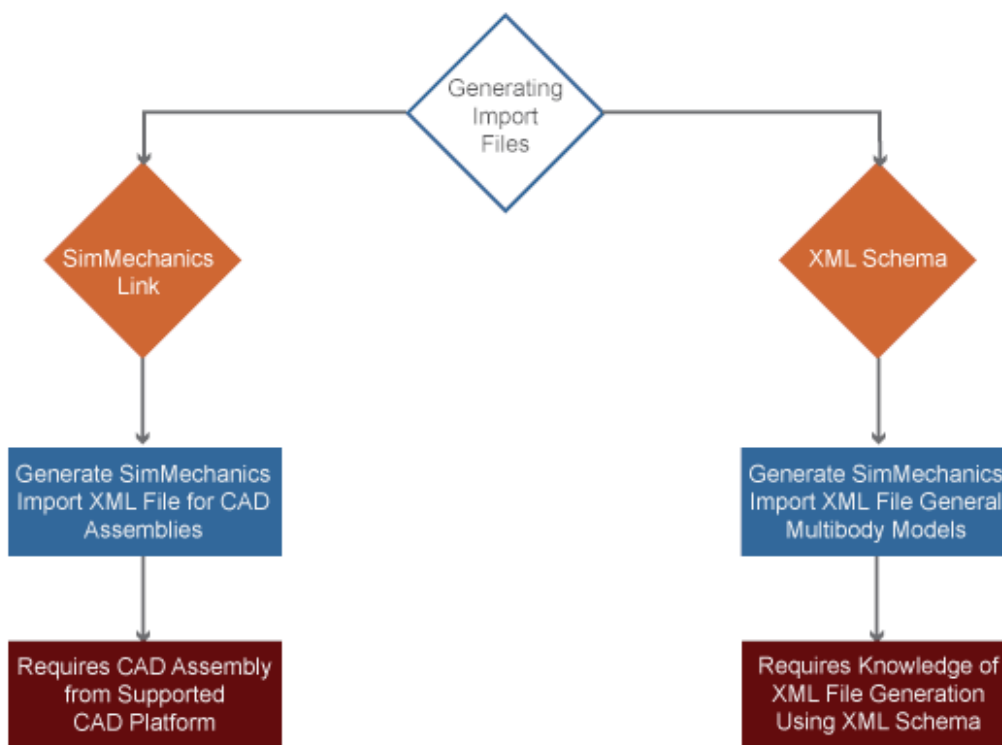 Generating
Import
Files
SimMechanics
Link
XML Schema
Generate SimMechanics
Import XML File for CAD
Assemblies
Generate SimMechanics
Import XML File General
Multibody Models
Requires CAD Assembly
from Supported
CAD Platform
Requires Knowledge of
XML File Generation
Using XML Schema